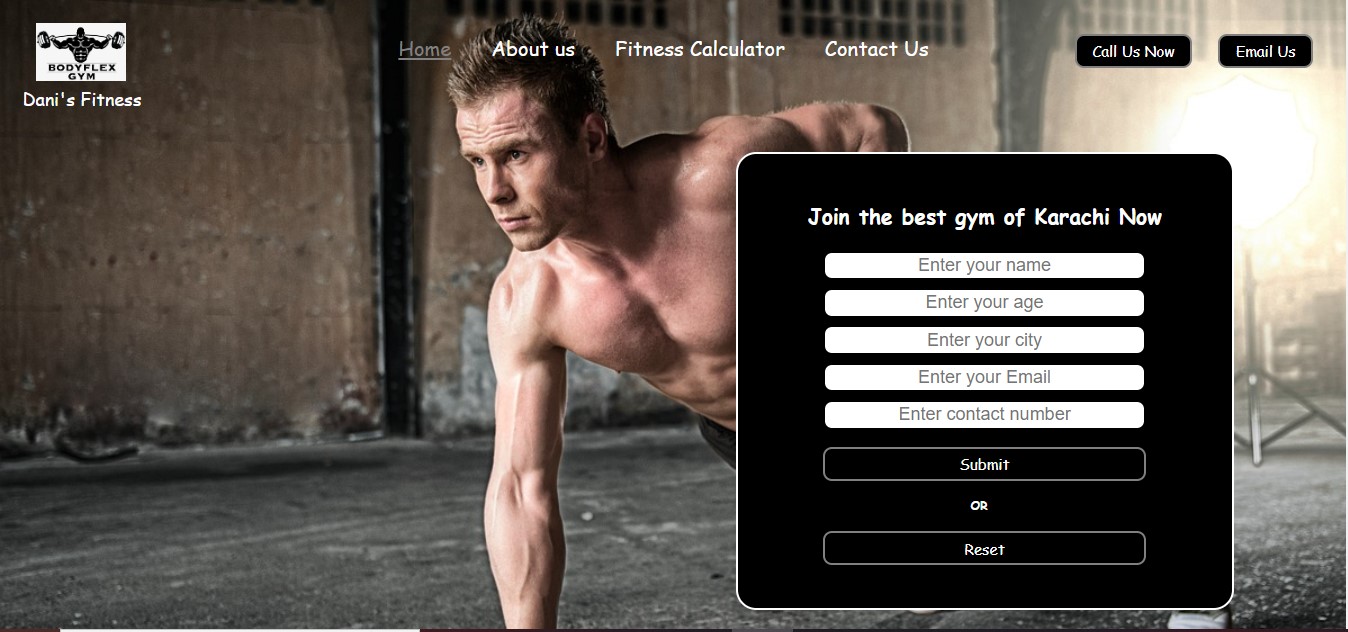 BODYFLEX
GYM
Dani's Fitness
Home About us Fitness Calculator Contact Us
Call Us Now Email Us
Join the best gym of Karachi Now
Enter your name
Enter your age
Enter your city
Enter your Email
Enter contact number
Submit
OR
Reset